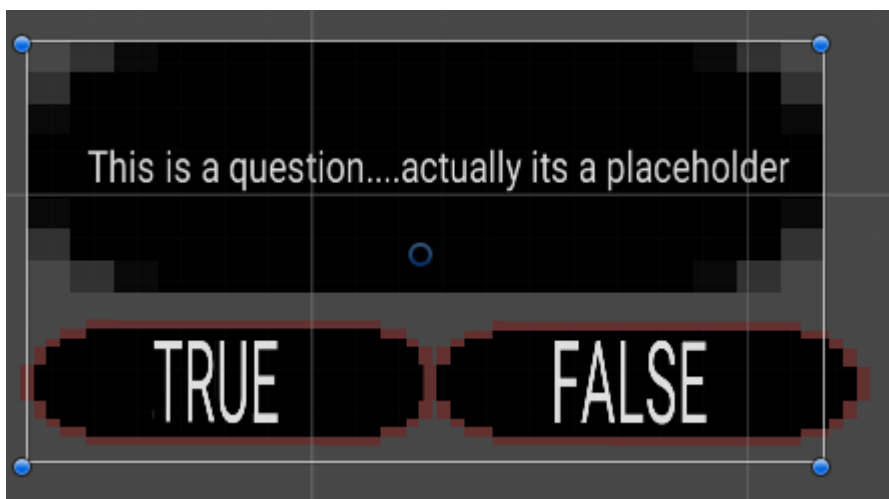 This is a question....actually its a placeholder
TRUE
FALSE